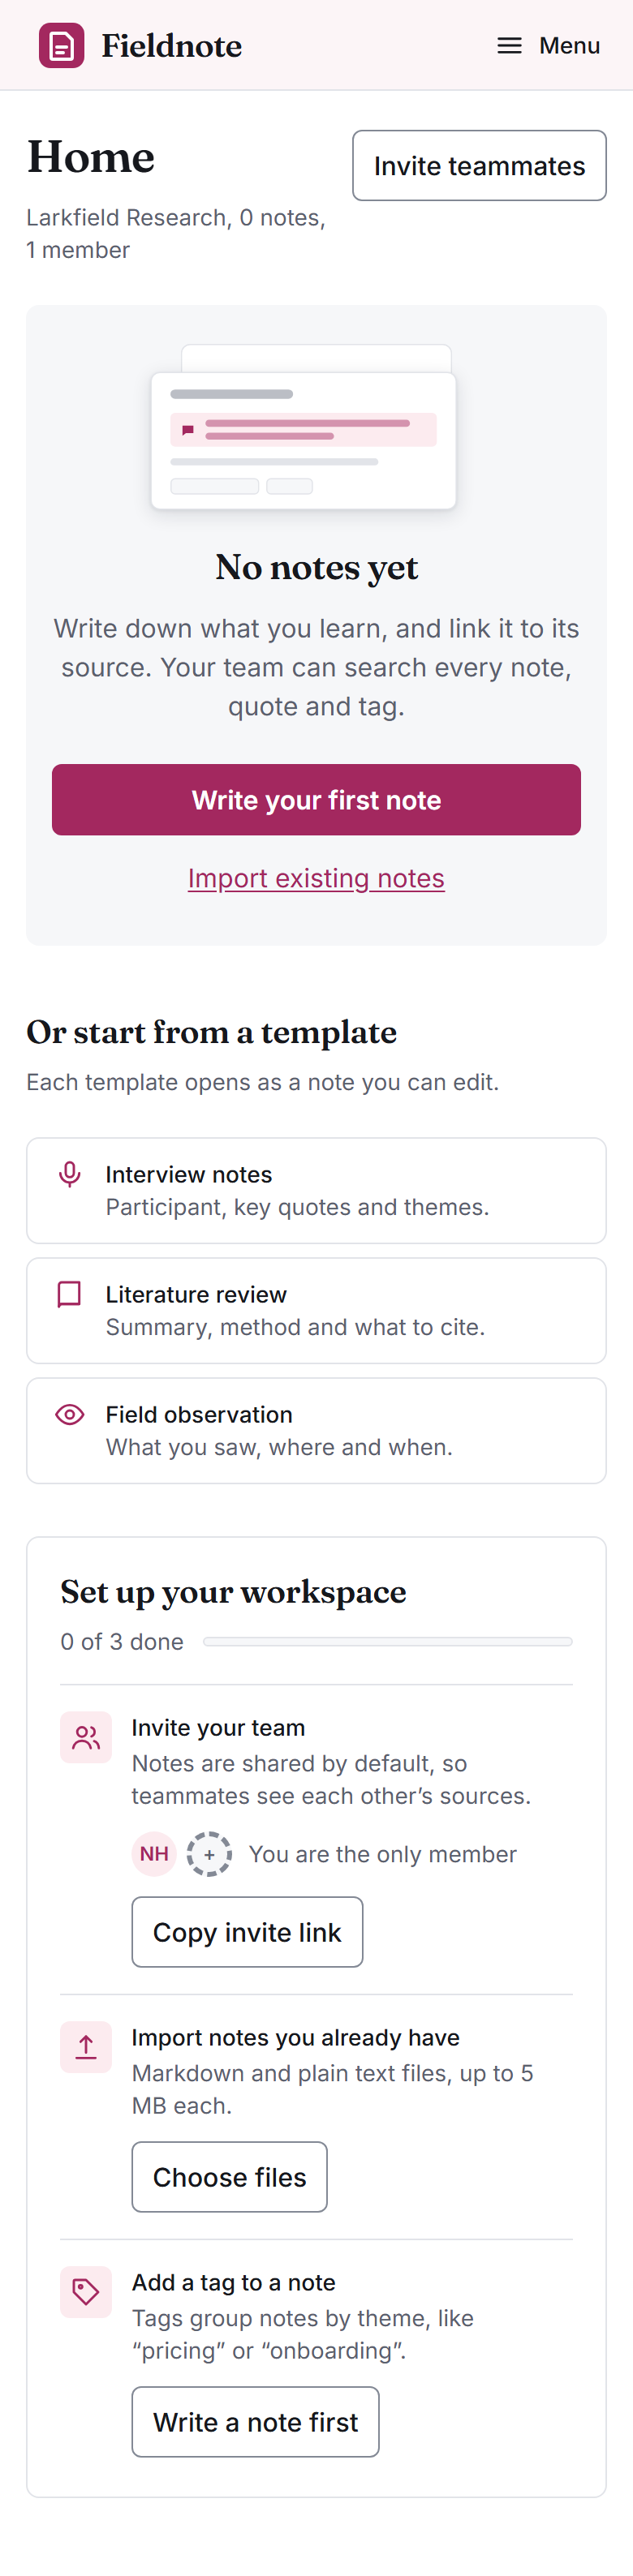 Fieldnote
Menu
Home
Invite teammates
Larkfield Research, 0 notes,
1 member
No notes yet
Write down what you learn, and link it to its
source. Your team can search every note,
quote and tag.
Write your first note
Import existing notes
Or start from a template
Each template opens as a note you can edit.
Interview notes
Participant, key quotes and themes.
Literature review
Summary, method and what to cite.
Field observation
What you saw, where and when.
Set up your workspace
0 of 3 done
Invite your team
Notes are shared by default, so
teammates see each other’s sources.
NH
+
You are the only member
Copy invite link
Import notes you already have
Markdown and plain text files, up to 5
MB each.
Choose files
Add a tag to a note
Tags group notes by theme, like
“pricing” or “onboarding”.
Write a note first